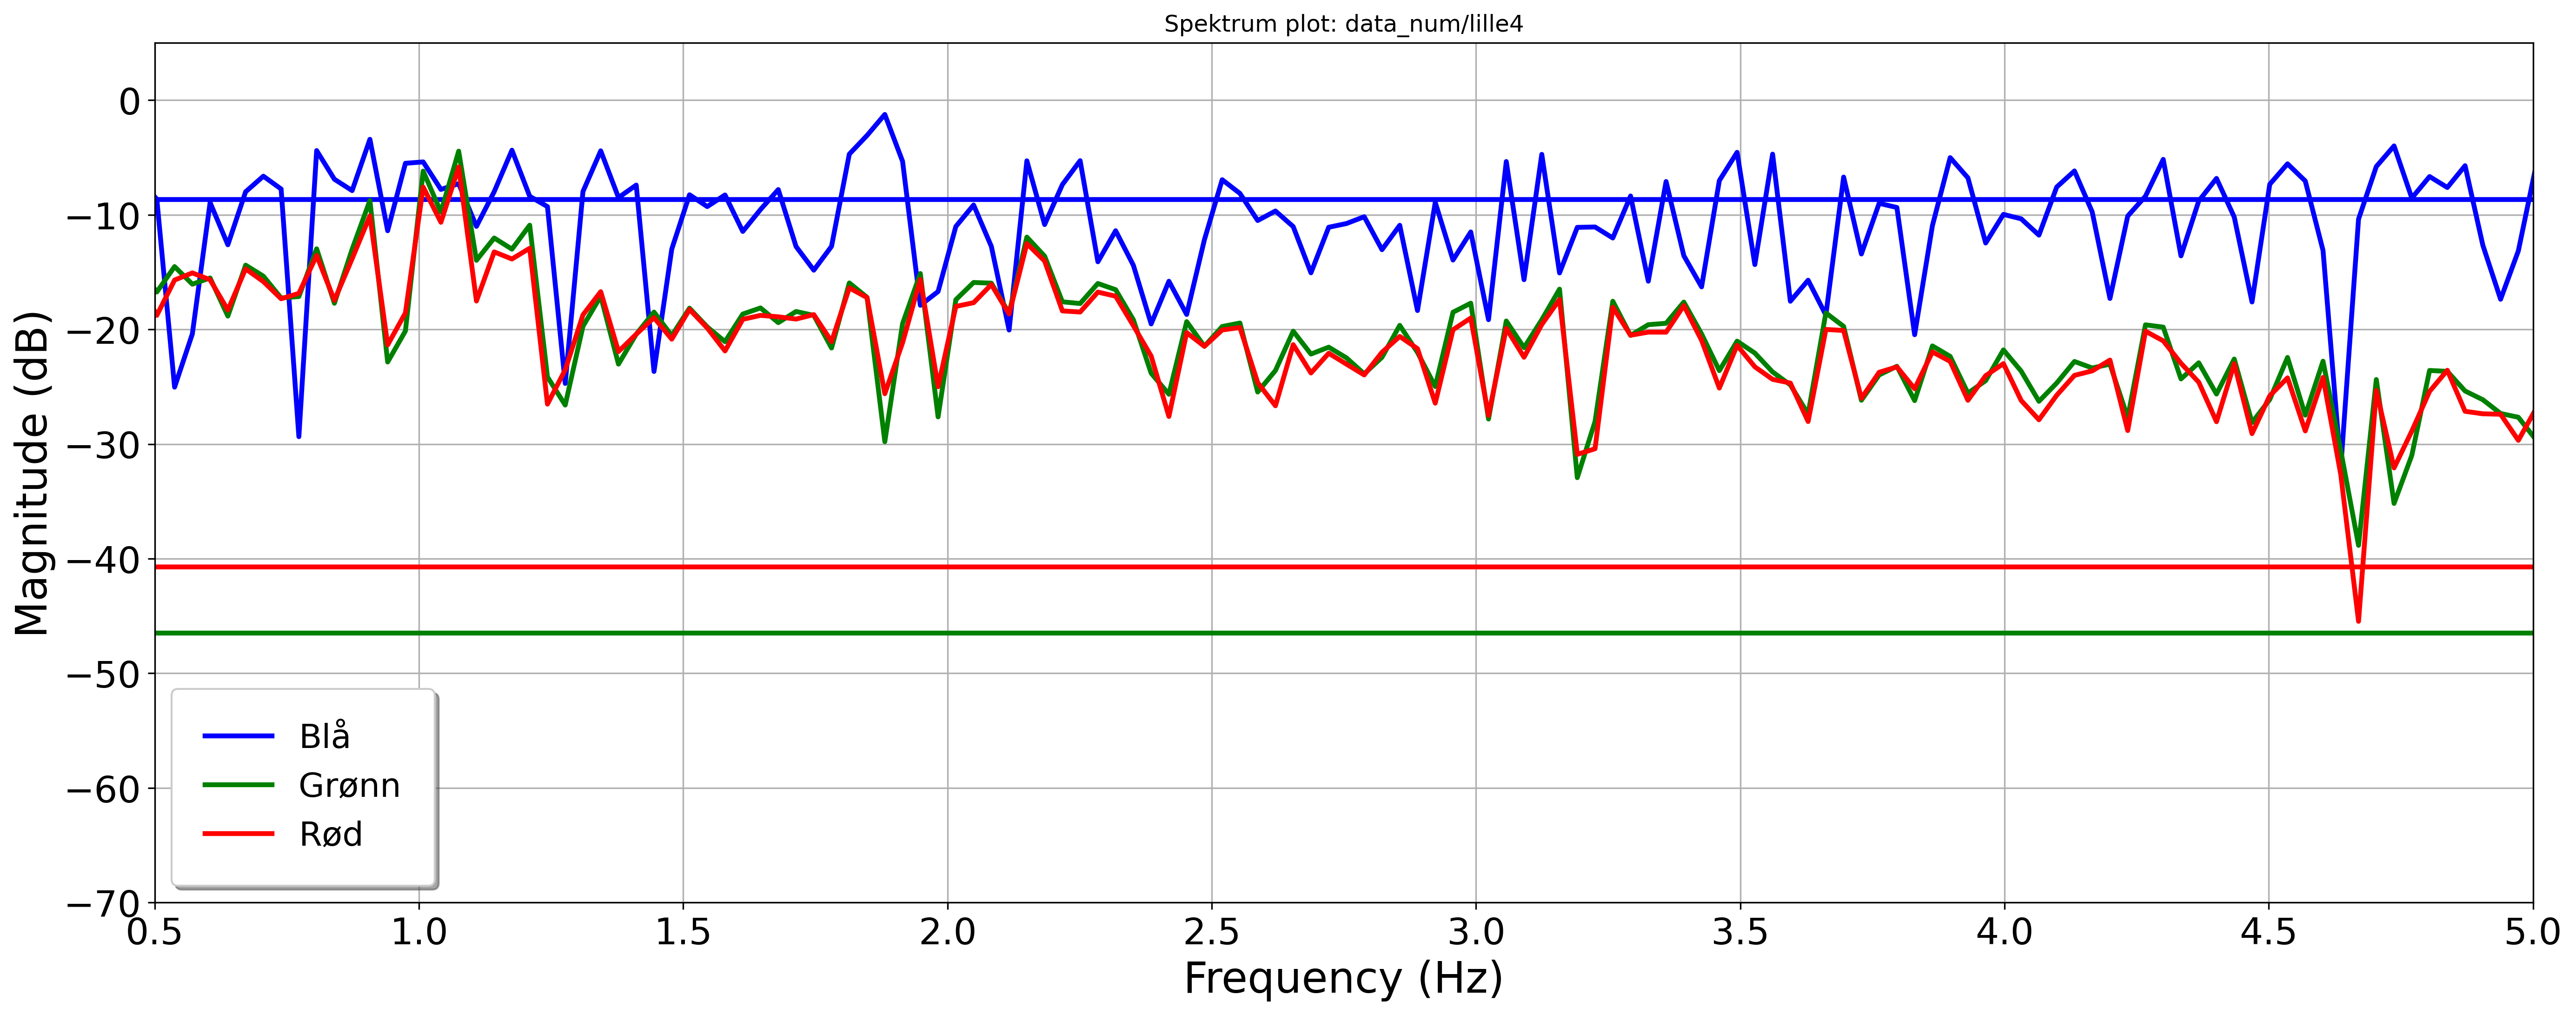 Spektrum plot: data_num/lille4
Magnitude (dB)
0
−10
−20
−30
−40
−50
−60
−70
Blå
Grønn
Rød
0.5 1.0 1.5 2.0 2.5 3.0 3.5 4.0 4.5 5.0
Frequency (Hz)